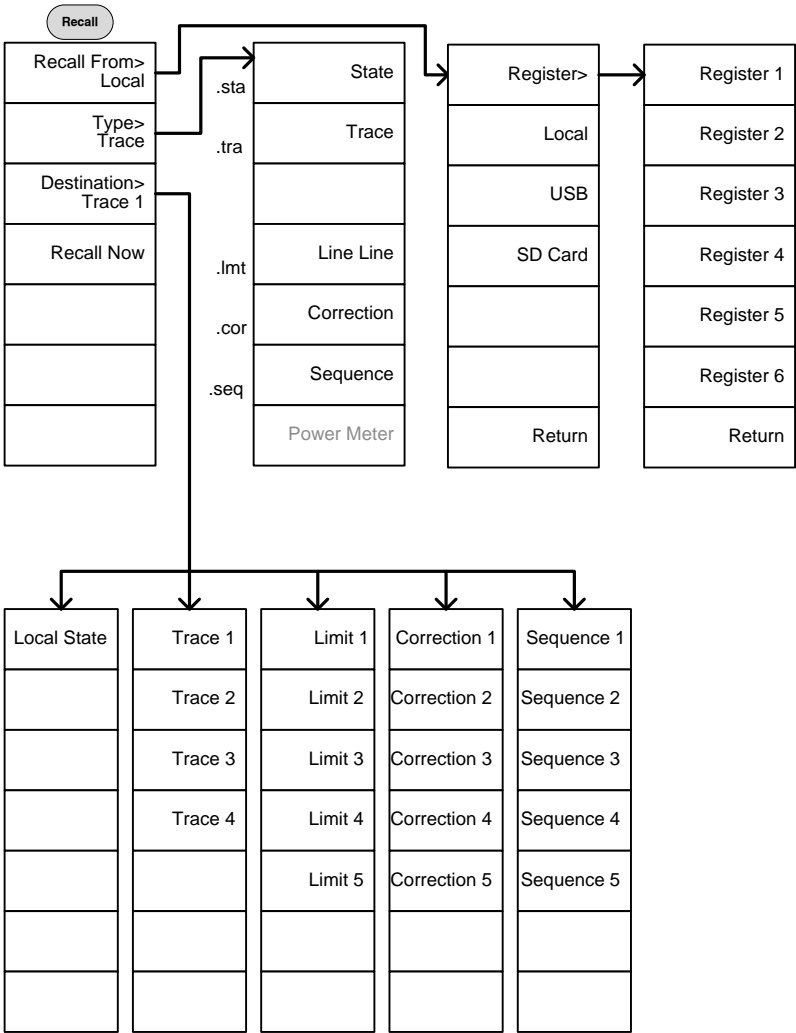 Recall
Recall From>
Local
Type>
Trace
Destination>
Trace 1
Recall Now
.sta
.tra
.lmt
.cor
.seq
State
Trace
Line Line
Correction
Sequence
Power Meter
Register>
Local
USB
SD Card
Return
Register 1
Register 2
Register 3
Register 4
Register 5
Register 6
Return
Local State
Trace 1
Trace 2
Trace 3
Trace 4
Limit 1
Limit 2
Limit 3
Limit 4
Limit 5
Correction 1
Correction 2
Correction 3
Correction 4
Correction 5
Sequence 1
Sequence 2
Sequence 3
Sequence 4
Sequence 5